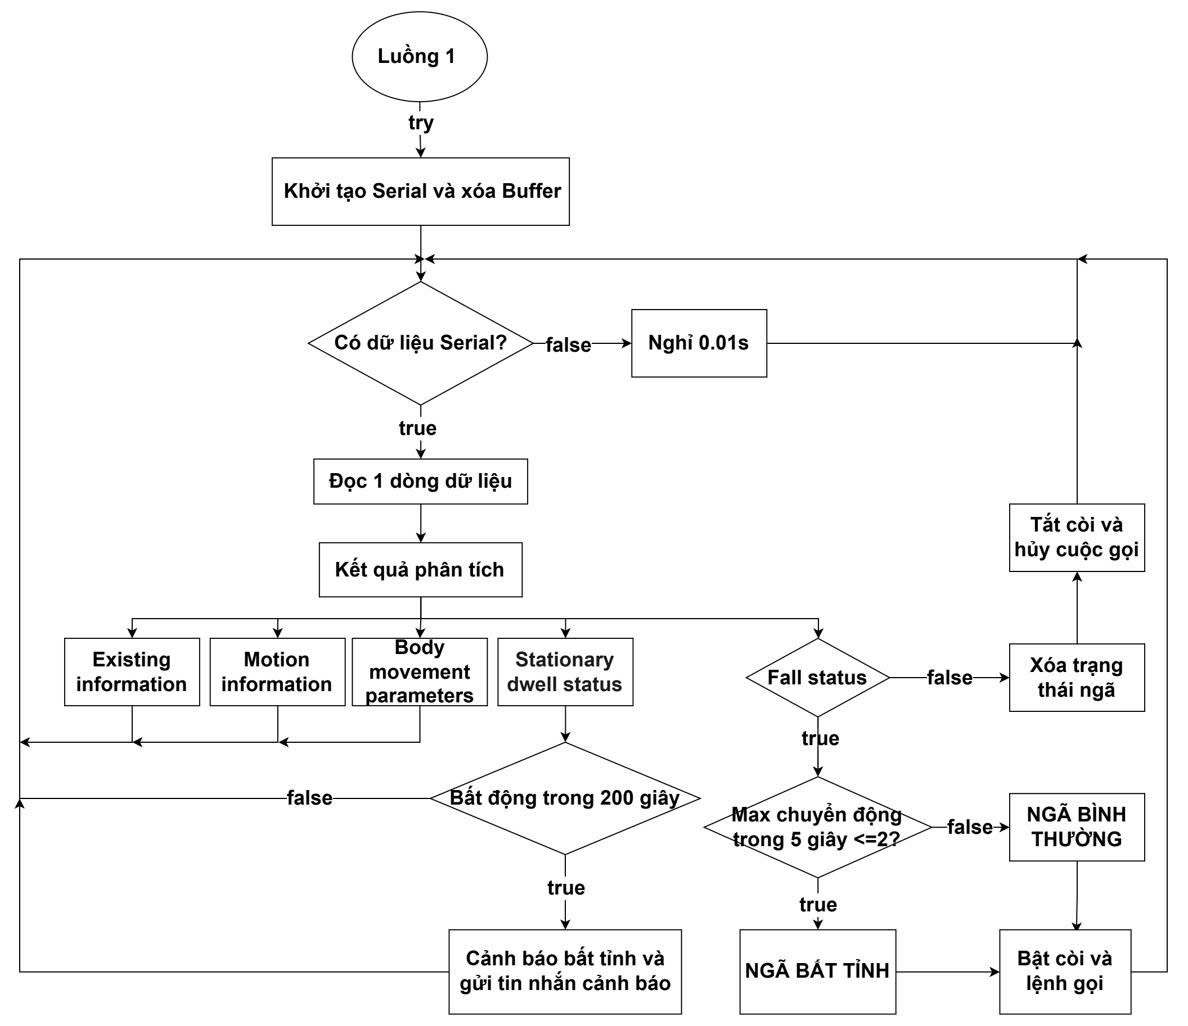 Luồng 1
try
Khởi tạo Serial và xóa Buffer
Có dữ liệu Serial?
false
Nghỉ 0.01s
true
Đọc 1 dòng dữ liệu
Tắt còi và
hủy cuộc gọi
Kết quả phân tích
Existing
information
Motion
information
Body
movement
parameters
Stationary
dwell status
Fall status
false
Xóa trạng
thái ngã
true
false
Bất động trong 200 giây
Max chuyển động
trong 5 giây <=2?
false
NGÃ BÌNH
THƯỜNG
true
true
Cảnh báo bất tỉnh và
gửi tin nhắn cảnh báo
NGÃ BẤT TỈNH
Bật còi và
lệnh gọi